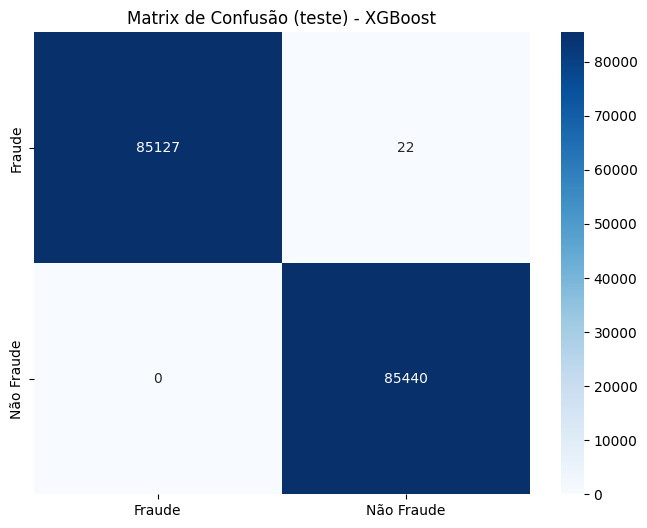 Matrix de Confusão (teste) - XGBoost
Fraude
85127
22
Não Fraude
0
85440
Fraude
Não Fraude
80000
70000
60000
50000
40000
30000
20000
10000
0